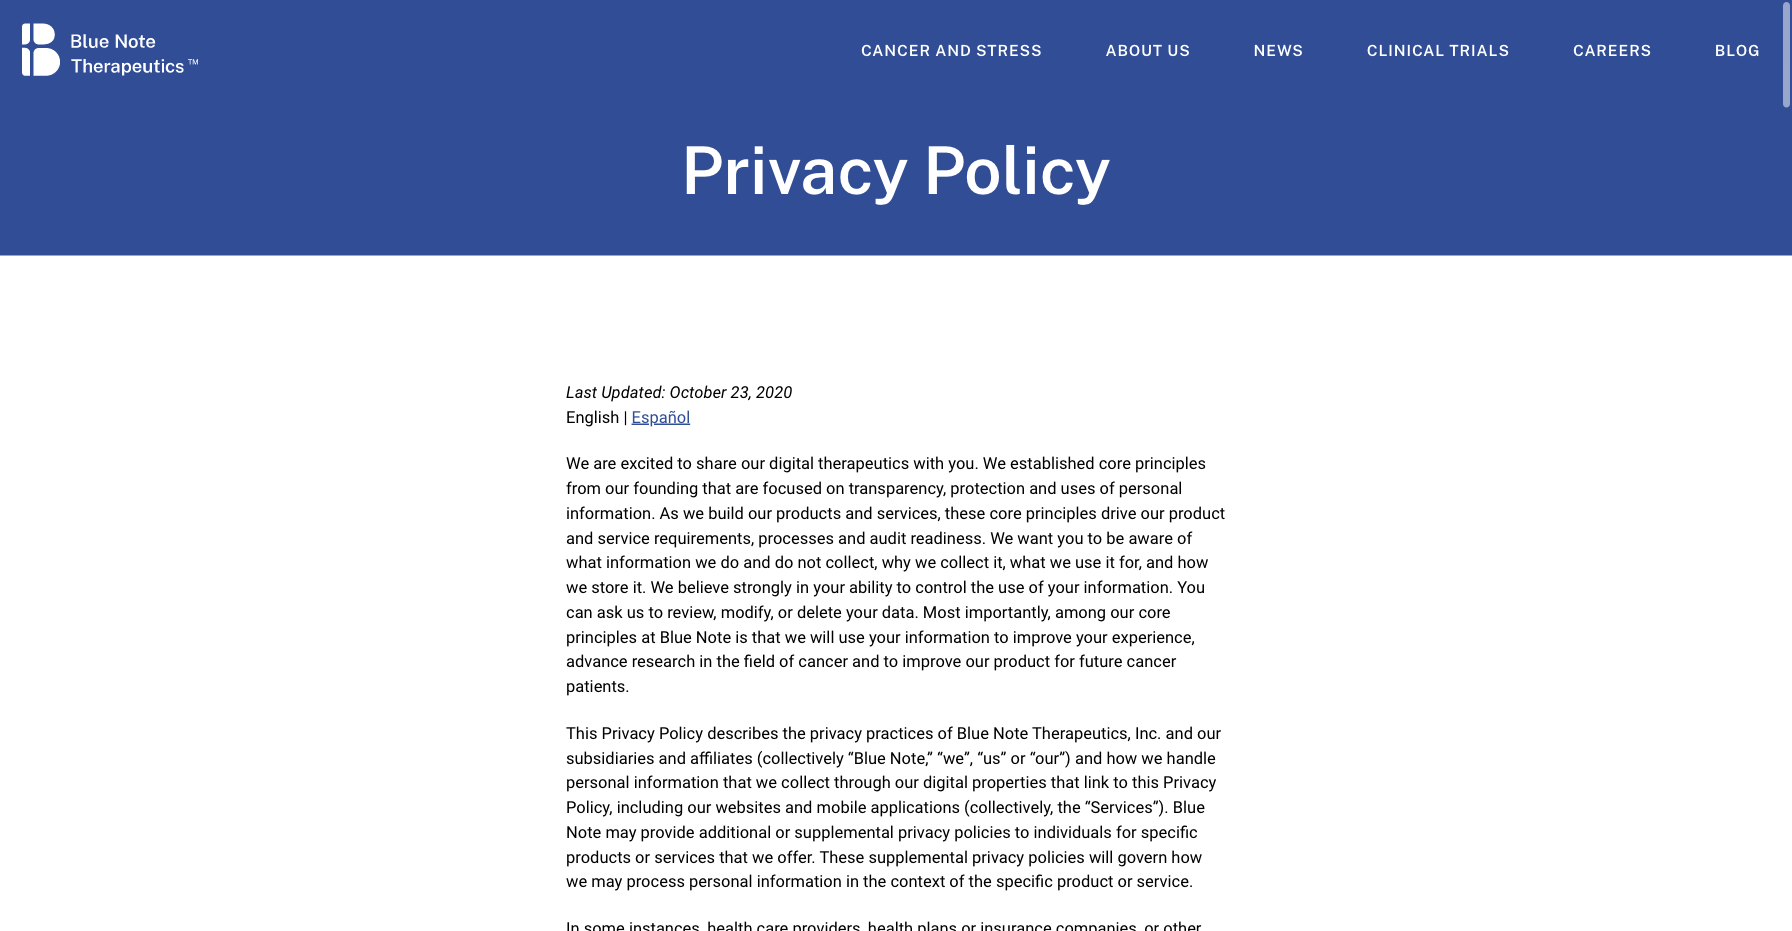 Blue Note
Therapeutics™
CANCER AND STRESS
ABOUT US
NEWS
CLINICAL TRIALS
CAREERS
BLOG
Privacy Policy
Last Updated: October 23, 2020
English | Español
We are excited to share our digital therapeutics with you. We established core principles
from our founding that are focused on transparency, protection and uses of personal
information. As we build our products and services, these core principles drive our product
and service requirements, processes and audit readiness. We want you to be aware of
what information we do and do not collect, why we collect it, what we use it for, and how
we store it. We believe strongly in your ability to control the use of your information. You
can ask us to review, modify, or delete your data. Most importantly, among our core
principles at Blue Note is that we will use your information to improve your experience,
advance research in the field of cancer and to improve our product for future cancer
patients.
This Privacy Policy describes the privacy practices of Blue Note Therapeutics, Inc. and our
subsidiaries and affiliates (collectively “Blue Note,” “we”, “us” or “our”) and how we handle
personal information that we collect through our digital properties that link to this Privacy
Policy, including our websites and mobile applications (collectively, the “Services”). Blue
Note may provide additional or supplemental privacy policies to individuals for specific
products or services that we offer. These supplemental privacy policies will govern how
we may process personal information in the context of the specific product or service.
In some instances, health care providers, health plans or insurance companies, or other